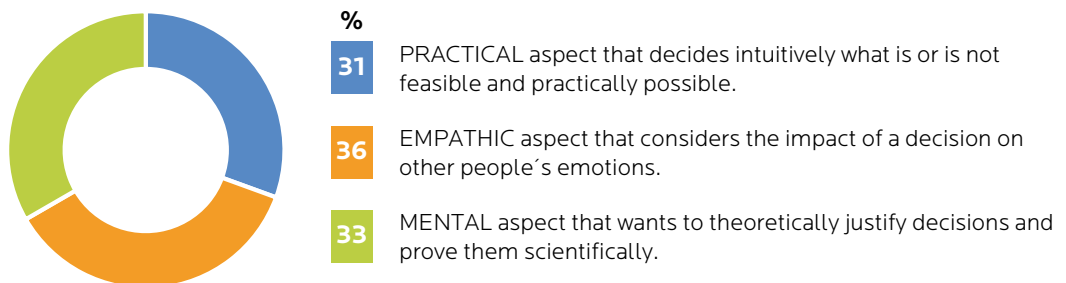 %
31
PRACTICAL aspect that decides intuitively what is or is not
feasible and practically possible.
36
EMPATHIC aspect that considers the impact of a decision on
other people´s emotions.
33
MENTAL aspect that wants to theoretically justify decisions and
prove them scientifically.